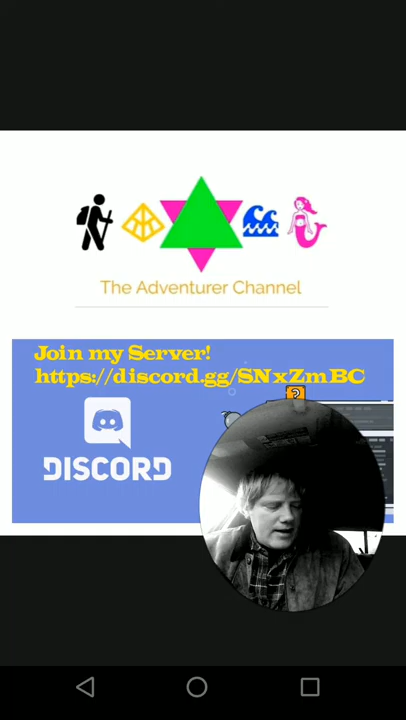 The Adventurer Channel
Join my Server!
https://discord.gg/SNxZmBC
DISCORD
?